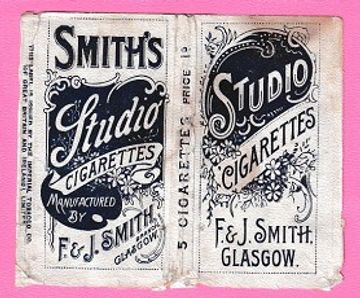 THIS LABEL IS ISSUED BY THE IMPERIAL TOBACCO CO.
(OF GREAT BRITAIN AND IRELAND), LIMITED
SMITH'S
Studio
CIGARETTES
MANUFACTURED
BY
F. & J. SMITH,
GLASGOW.
5 CIGARETTES PRICE 1D
STUDIO
CIGARETTES
F. & J. SMITH,
GLASGOW.